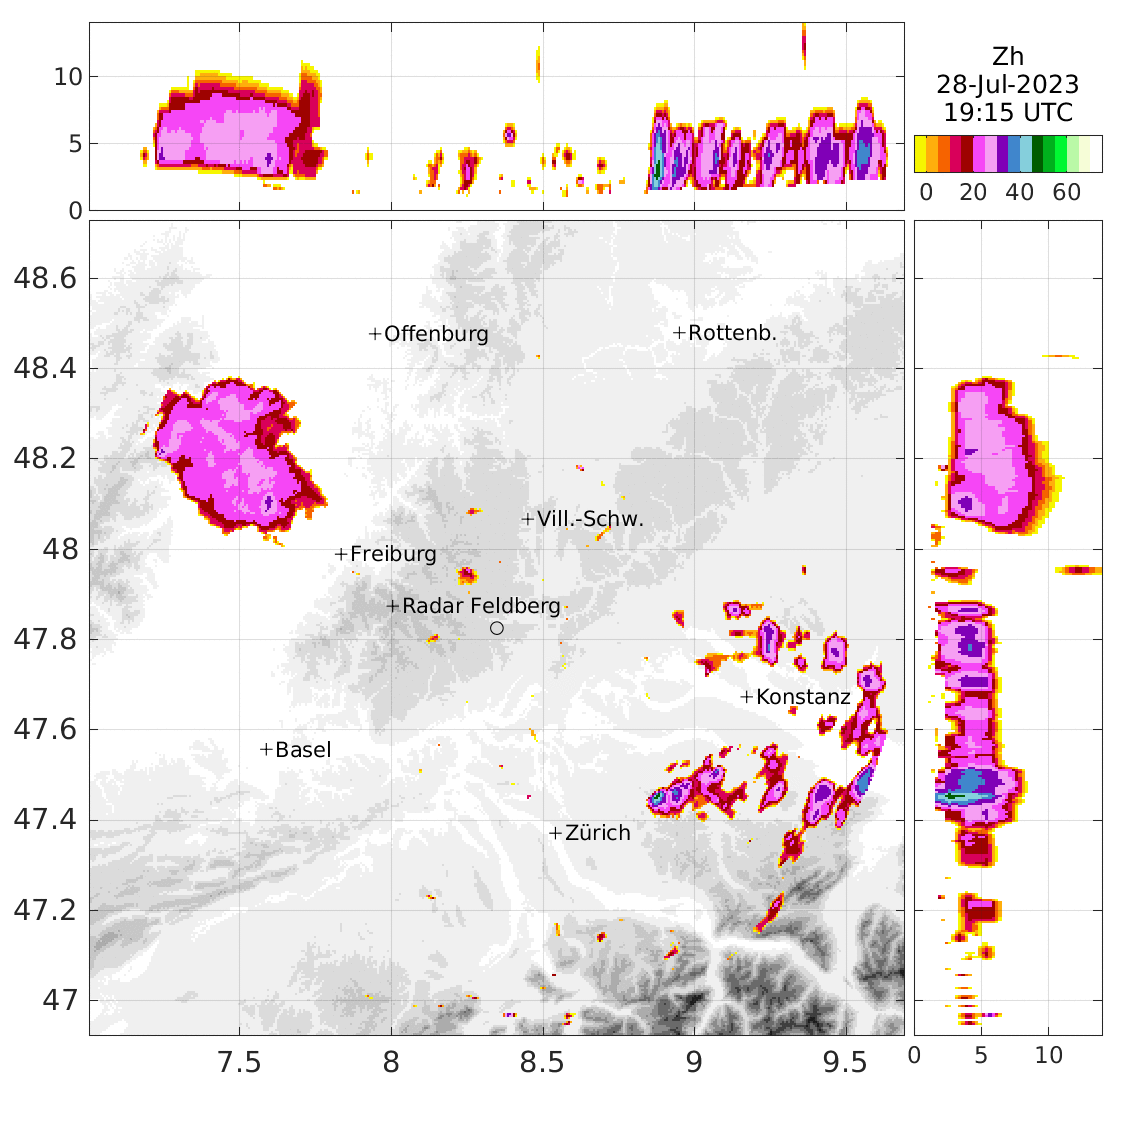 10
5
0
Zh
28-Jul-2023
19:15 UTC
0 20 40 60
48.6
48.4
48.2
48
47.8
47.6
47.4
47.2
47
+Offenburg
+Rottenb.
+Vill.-Schw.
+Freiburg
+Radar Feldberg
+Konstanz
+Basel
+Zürich
7.5 8 8.5 9 9.5
0 5 10